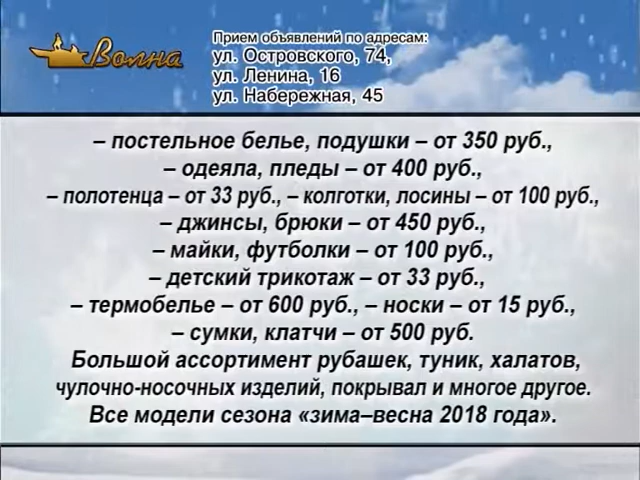 Волна
Прием объявлений по адресам:
ул. Островского, 74,
ул. Ленина, 16
ул. Набережная, 45
– постельное белье, подушки – от 350 руб.,
– одеяла, пледы – от 400 руб.,
– полотенца – от 33 руб., – колготки, лосины – от 100 руб.,
– джинсы, брюки – от 450 руб.,
– майки, футболки – от 100 руб.,
– детский трикотаж – от 33 руб.,
– термобелье – от 600 руб., – носки – от 15 руб.,
– сумки, клатчи – от 500 руб.
Большой ассортимент рубашек, туник, халатов,
чулочно-носочных изделий, покрывал и многое другое.
Все модели сезона «зима–весна 2018 года».